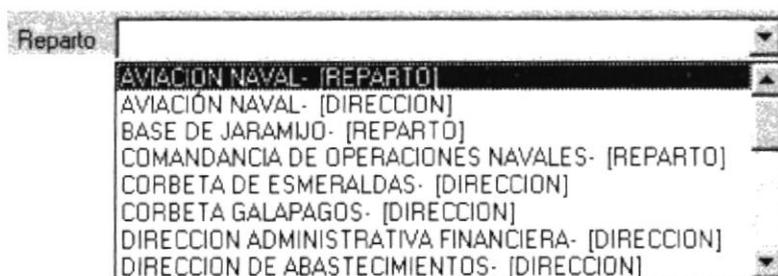 Reparto
AVIACION NAVAL- [REPARTO]
AVIACIÓN NAVAL- [DIRECCION]
BASE DE JARAMIJO- [REPARTO]
COMANDANCIA DE OPERACIONES NAVALES- [REPARTO]
CORBETA DE ESMERALDAS- [DIRECCION]
CORBETA GALAPAGOS- [DIRECCION]
DIRECCION ADMINISTRATIVA FINANCIERA- [DIRECCION]
DIRECCION DE ABASTECIMIENTOS- [DIRECCION]